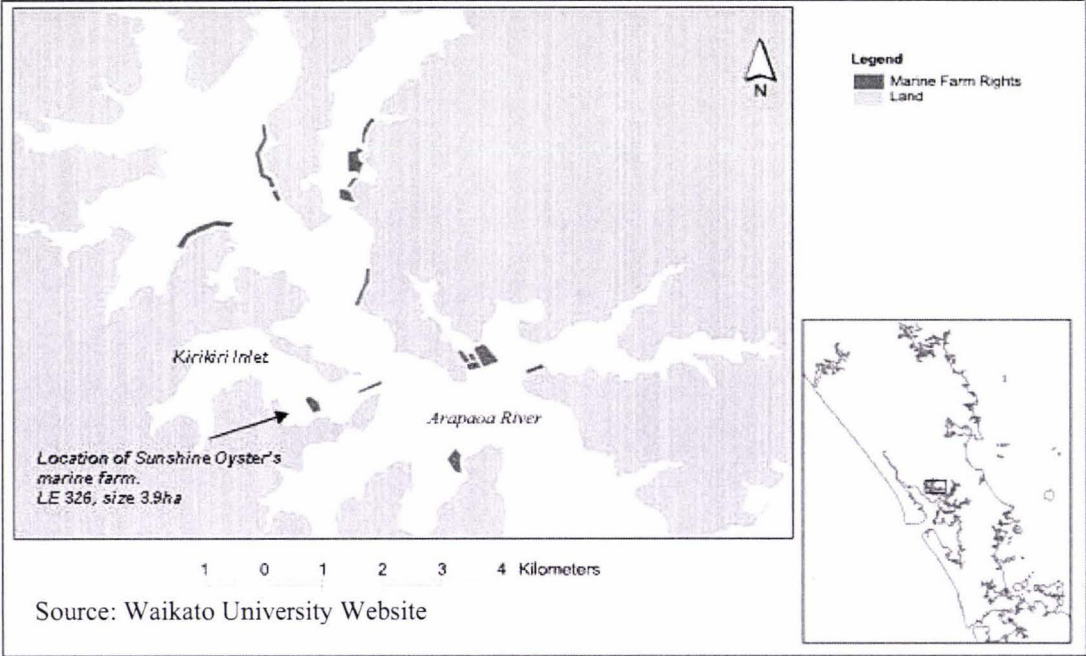 N
Legend
Marine Farm Rights
Land
Kirikiri Inlet
Arapaoa River
Location of Sunshine Oyster's
marine farm.
LE 326, size 3.9ha
1 0 1 2 3 4 Kilometers
Source: Waikato University Website